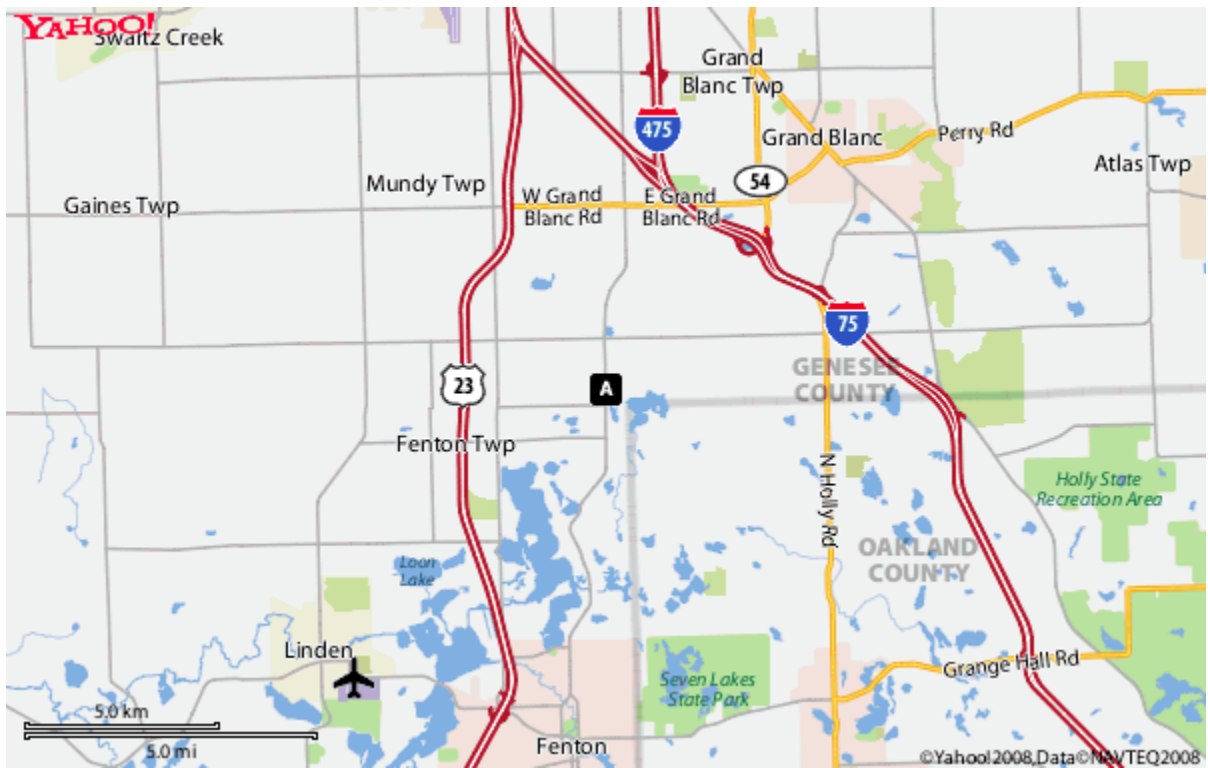 YAHOO!
Swartz Creek
Grand
Blanc Twp
475
Grand Blanc
Perry Rd
Atlas Twp
Mundy Twp
54
Gaines Twp
W Grand
Blanc Rd
E Grand
Blanc Rd
75
GENESEE
COUNTY
23
A
Fenton Twp
N Holly Rd
Holly State
Recreation Area
OAKLAND
COUNTY
Loon
Lake
Linden
Grange Hall Rd
Seven Lakes
State Park
5.0 km
5.0 mi
Fenton
©Yahoo!2008,Data©NAVTEQ2008